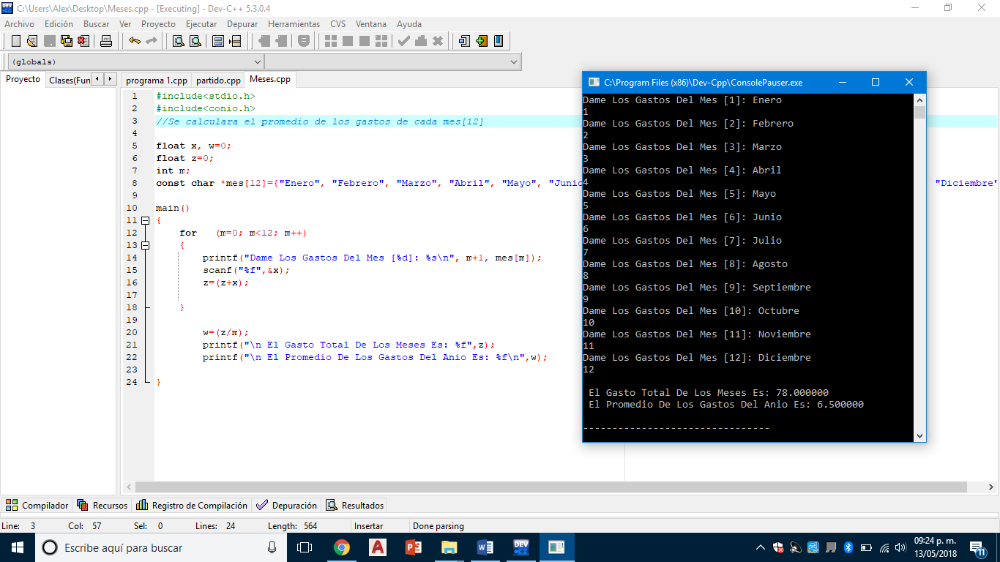 C:\Users\Alex\Desktop\Meses.cpp - [Executing] - Dev-C++ 5.3.0.4
Archivo Edición Buscar Ver Proyecto Ejecutar Depurar Herramientas CVS Ventana Ayuda
(globals)
Proyecto Clases(Fun
programa 1.cpp partido.cpp Meses.cpp
1 #include<stdio.h>
2 #include<conio.h>
3 //Se calculara el promedio de los gastos de cada mes[12]
4
5 float x, w=0;
6 float z=0;
7 int m;
8 const char *mes[12]={"Enero", "Febrero", "Marzo", "Abril", "Mayo", "Junio "Diciembre"
9
10 main()
11 {
12 for (m=0; m<12; m++)
13 {
14 printf("Dame Los Gastos Del Mes [%d]: %s\n", m+1, mes[m]);
15 scanf("%f",&x);
16 z=(z+x);
17
18 }
19
20 w=(z/m);
21 printf("\n El Gasto Total De Los Meses Es: %f",z);
22 printf("\n El Promedio De Los Gastos Del Anio Es: %f\n",w);
23
24 }
C:\Program Files (x86)\Dev-Cpp\ConsolePauser.exe
Dame Los Gastos Del Mes [1]: Enero
1
Dame Los Gastos Del Mes [2]: Febrero
2
Dame Los Gastos Del Mes [3]: Marzo
3
Dame Los Gastos Del Mes [4]: Abril
4
Dame Los Gastos Del Mes [5]: Mayo
5
Dame Los Gastos Del Mes [6]: Junio
6
Dame Los Gastos Del Mes [7]: Julio
7
Dame Los Gastos Del Mes [8]: Agosto
8
Dame Los Gastos Del Mes [9]: Septiembre
9
Dame Los Gastos Del Mes [10]: Octubre
10
Dame Los Gastos Del Mes [11]: Noviembre
11
Dame Los Gastos Del Mes [12]: Diciembre
12
El Gasto Total De Los Meses Es: 78.000000
El Promedio De Los Gastos Del Anio Es: 6.500000
--------------------------------
Compilador Recursos Registro de Compilación Depuración Resultados
Line: 3 Col: 57 Sel: 0 Lines: 24 Length: 564 Insertar Done parsing
Escribe aquí para buscar
09:24 p. m.
13/05/2018
11